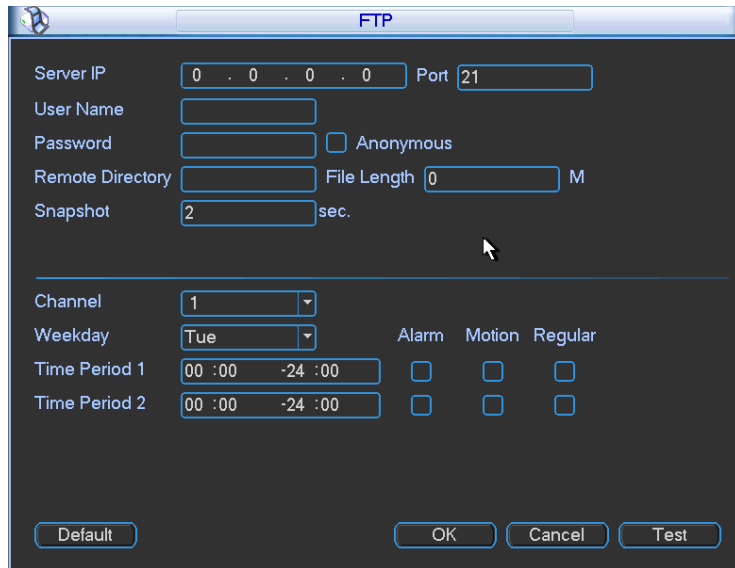 FTP
Server IP 0 . 0 . 0 . 0 Port 21
User Name
Password Anonymous
Remote Directory File Length 0 M
Snapshot 2 sec.
Channel 1
Weekday Tue Alarm Motion Regular
Time Period 1 00 :00 -24 :00
Time Period 2 00 :00 -24 :00
Default OK Cancel Test